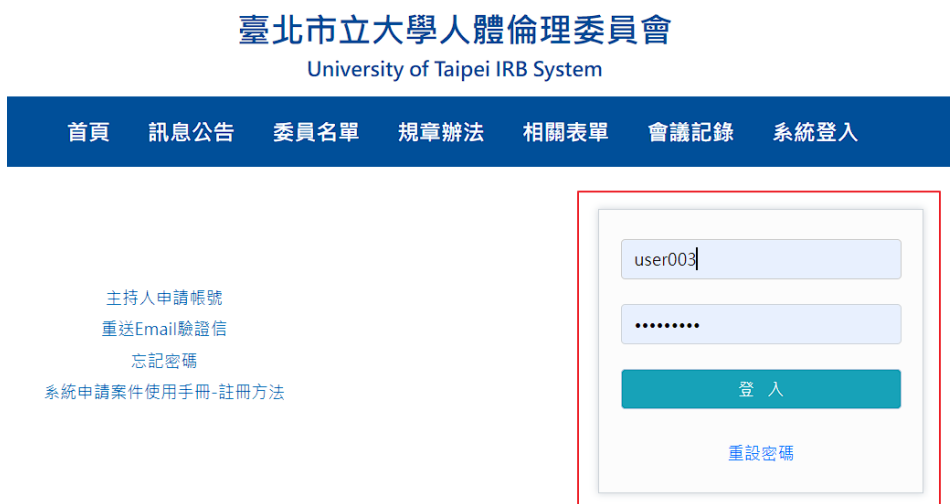 臺北市立大學人體倫理委員會
University of Taipei IRB System
首頁 訊息公告 委員名單 規章辦法 相關表單 會議記錄 系統登入
主持人申請帳號
重送Email驗證信
忘記密碼
系統申請案件使用手冊-註冊方法
user003
•••••••••
登 入
重設密碼